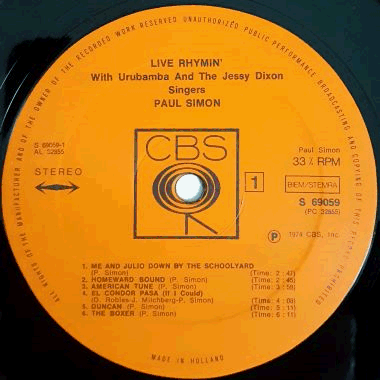 ALL RIGHTS OF THE MANUFACTURER AND OF THE OWNER OF THE RECORDED WORK RESERVED UNAUTHORIZED PUBLIC PERFORMANCE BROADCASTING AND COPYING OF THIS RECORD PROHIBITED
LIVE RHYMIN'
With Urubamba And The Jessy Dixon
Singers
PAUL SIMON
S 69059-1
AL 32855
STEREO
CBS
1
Paul Simon
33⅓ RPM
BIEM/STEMRA
S 69059
(PC 32855)
Ⓟ 1974 CBS, Inc.
1. ME AND JULIO DOWN BY THE SCHOOLYARD
(P. Simon) (Time: 2:47)
2. HOMEWARD BOUND (P. Simon) (Time: 2:45)
3. AMERICAN TUNE (P. Simon) (Time: 3:58)
4. EL CONDOR PASA (If I Could)
(D. Robles-J. Milchberg-P. Simon) (Time: 4:08)
5. DUNCAN (P. Simon) (Time: 5:11)
6. THE BOXER (P. Simon) (Time: 6:11)
MADE IN HOLLAND